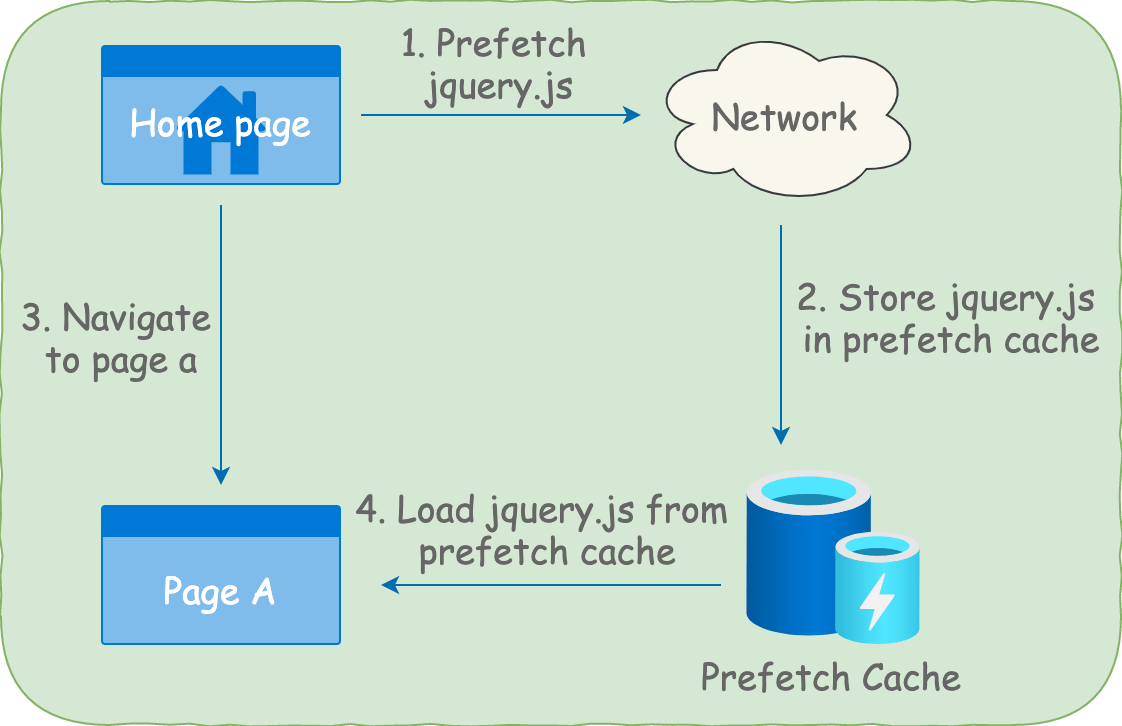 1. Prefetch
jquery.js
Home page
Network
3. Navigate
to page a
2. Store jquery.js
in prefetch cache
4. Load jquery.js from
prefetch cache
Page A
Prefetch Cache